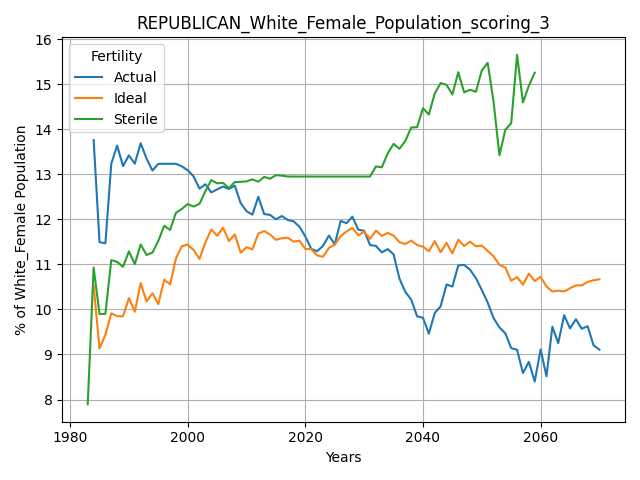 REPUBLICAN_White_Female_Population_scoring_3
Fertility
Actual
Ideal
Sterile
% of White_Female Population
16
15
14
13
12
11
10
9
8
1980
2000
2020
2040
2060
Years